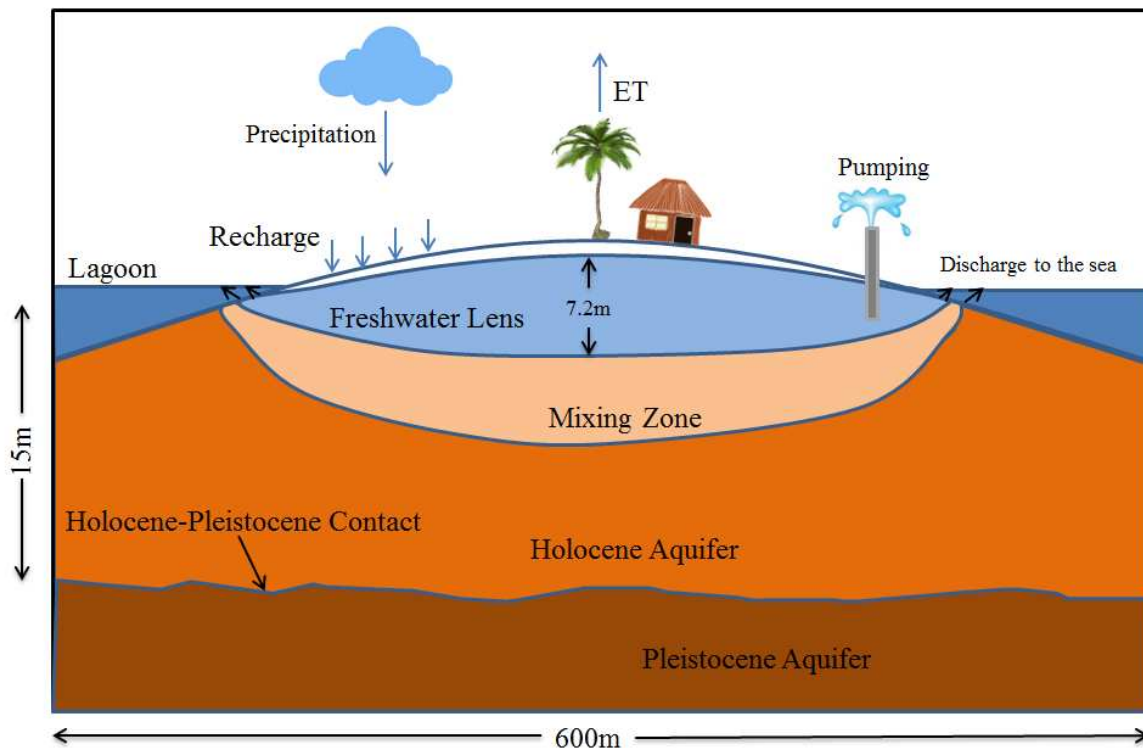 ET
Precipitation
Pumping
Recharge
Lagoon
Discharge to the sea
Freshwater Lens
7.2m
Mixing Zone
15m
Holocene-Pleistocene Contact
Holocene Aquifer
Pleistocene Aquifer
600m